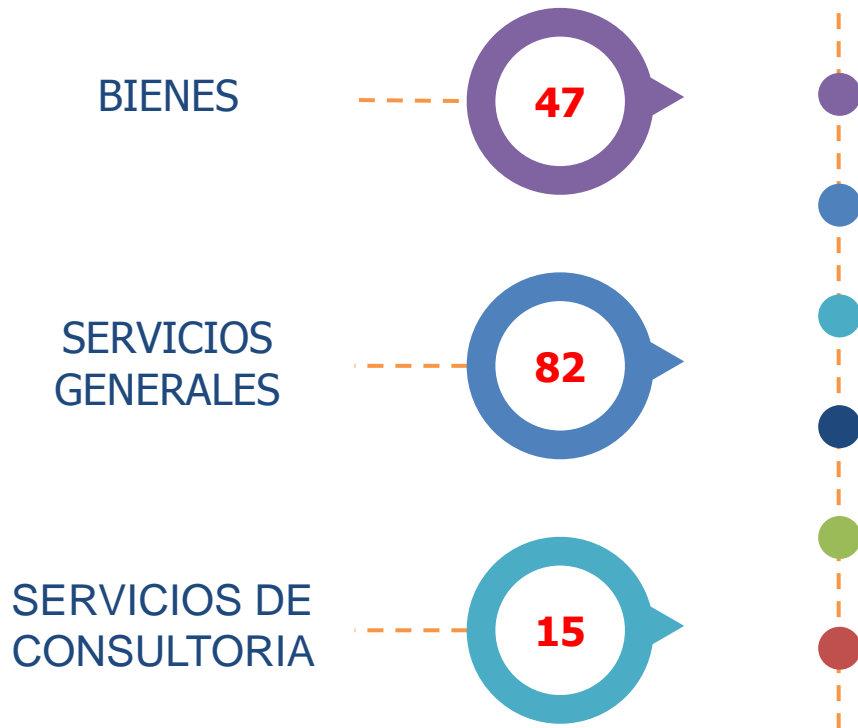 BIENES
47
SERVICIOS
GENERALES
82
SERVICIOS DE
CONSULTORIA
15